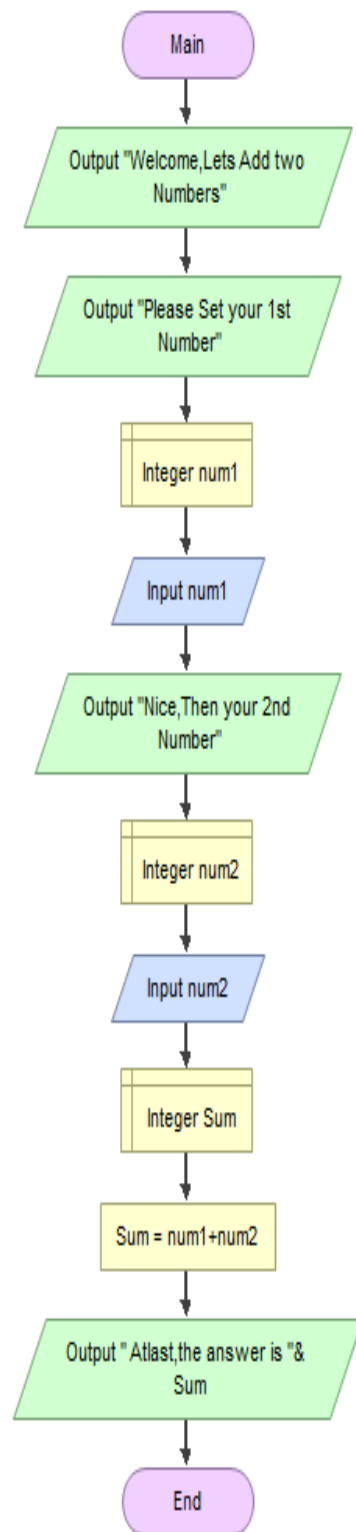 Main
Output "Welcome,Lets Add two
Numbers"
Output "Please Set your 1st
Number"
Integer num1
Input num1
Output "Nice,Then your 2nd
Number"
Integer num2
Input num2
Integer Sum
Sum = num1+num2
Output " Atlast,the answer is "&
Sum
End